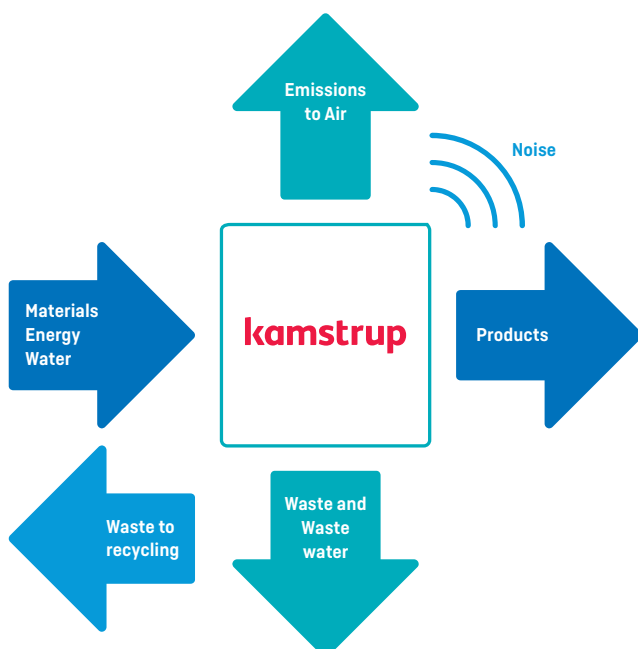 Emissions
to Air
Noise
Materials
Energy
Water
kamstrup
Products
Waste to
recycling
Waste and
Waste
water